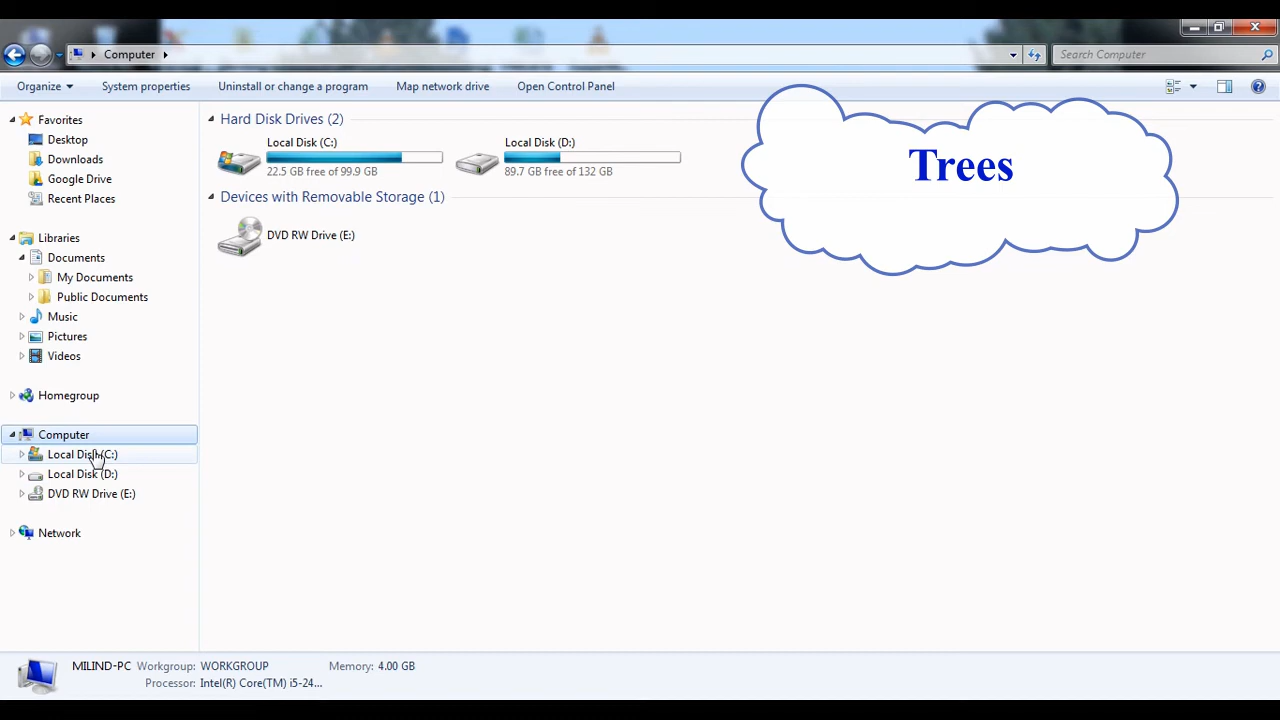 Computer
Search Computer
Organize
System properties
Uninstall or change a program
Map network drive
Open Control Panel
Favorites
Desktop
Downloads
Google Drive
Recent Places
Libraries
Documents
My Documents
Public Documents
Music
Pictures
Videos
Homegroup
Computer
Local Disk (C:)
Local Disk (D:)
DVD RW Drive (E:)
Network
Hard Disk Drives (2)
Local Disk (C:)
22.5 GB free of 99.9 GB
Local Disk (D:)
89.7 GB free of 132 GB
Devices with Removable Storage (1)
DVD RW Drive (E:)
Trees
MILIND-PC Workgroup: WORKGROUP Memory: 4.00 GB
Processor: Intel(R) Core(TM) i5-24...